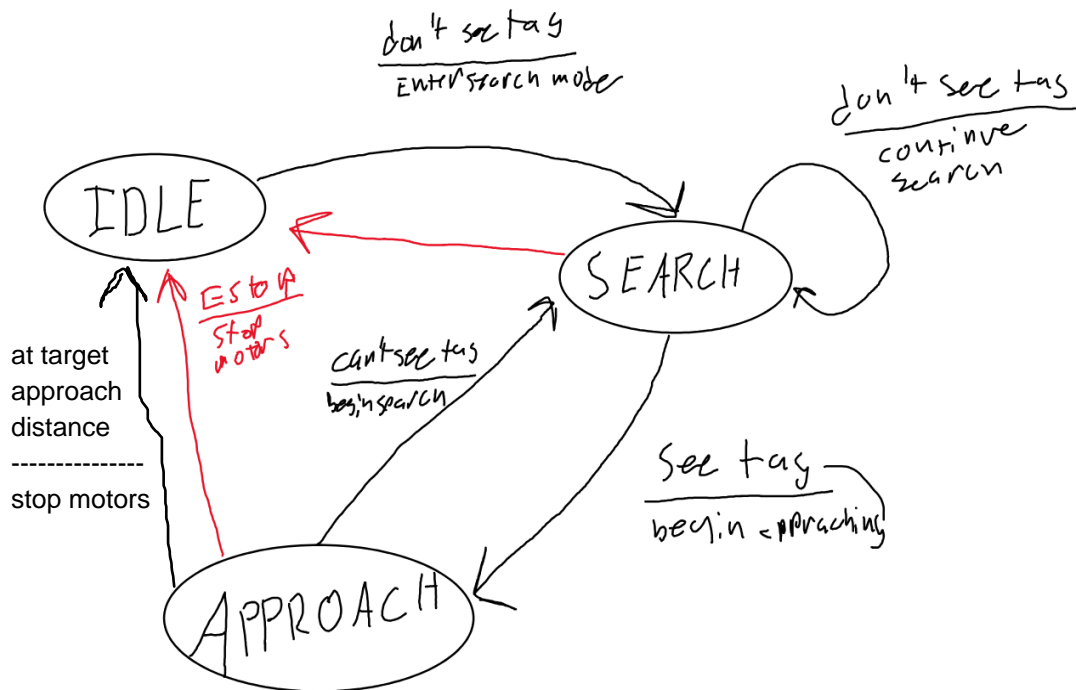 don't see tag
Enter search mode
don't see tag
continue
search
IDLE
SEARCH
EStop
Stop
motors
can't see tag
begin search
at target
approach
distance
---------------
stop motors
see tag
begin appraching
APPROACH